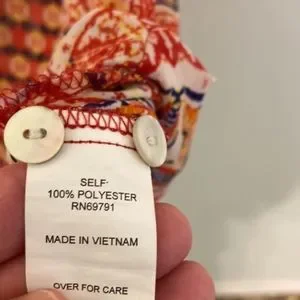 SELF:
100% POLYESTER
RN69791
MADE IN VIETNAM
OVER FOR CARE